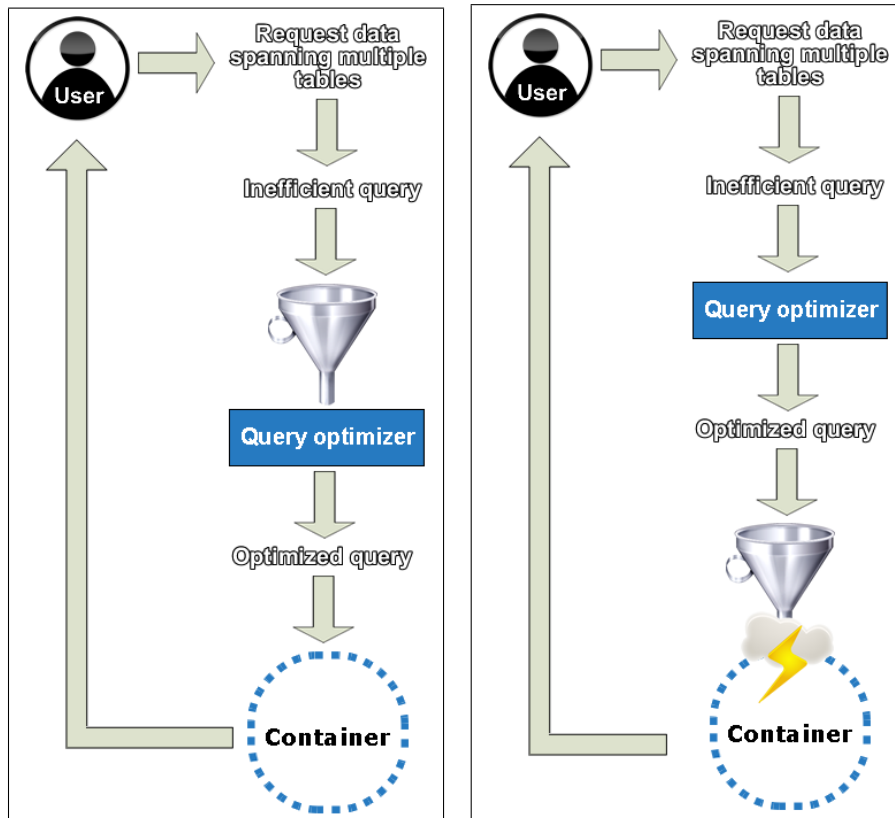 User
Request data
spanning multiple
tables
Inefficient query
Query optimizer
Optimized query
Container
User
Request data
spanning multiple
tables
Inefficient query
Query optimizer
Optimized query
Container